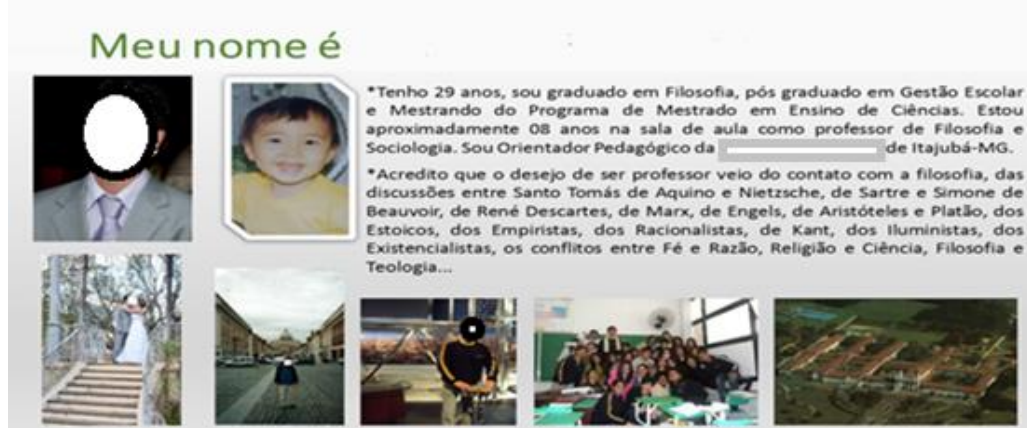 Meu nome é
*Tenho 29 anos, sou graduado em Filosofia, pós graduado em Gestão Escolar
e Mestrando do Programa de Mestrado em Ensino de Ciências. Estou
aproximadamente 08 anos na sala de aula como professor de Filosofia e
Sociologia. Sou Orientador Pedagógico da de Itajubá-MG.
*Acredito que o desejo de ser professor veio do contato com a filosofia, das
discussões entre Santo Tomás de Aquino e Nietzsche, de Sartre e Simone de
Beauvoir, de René Descartes, de Marx, de Engels, de Aristóteles e Platão, dos
Estoicos, dos Empiristas, dos Racionalistas, de Kant, dos Iluministas, dos
Existencialistas, os conflitos entre Fé e Razão, Religião e Ciência, Filosofia e
Teologia...